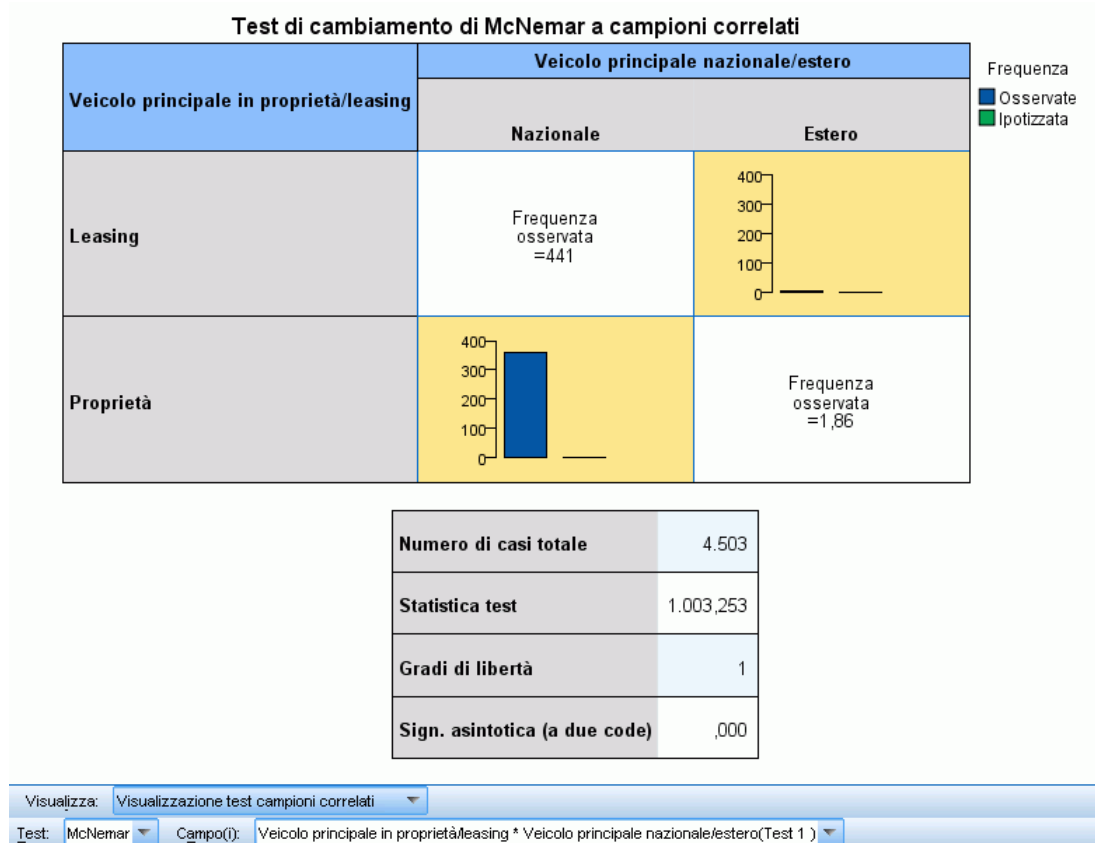 Test di cambiamento di McNemar a campioni correlati
Veicolo principale in proprietà/leasing
Veicolo principale nazionale/estero
Nazionale
Estero
Frequenza
Osservate
Ipotizzata
Leasing
Frequenza
osservata
=441
400
300
200
100
0
Proprietà
400
300
200
100
0
Frequenza
osservata
=1,86
Numero di casi totale 4.503
Statistica test 1.003,253
Gradi di libertà 1
Sign. asintotica (a due code) ,000
Visualizza: Visualizzazione test campioni correlati
Test: McNemar Campo(i): Veicolo principale in proprietà/leasing * Veicolo principale nazionale/estero(Test 1 )